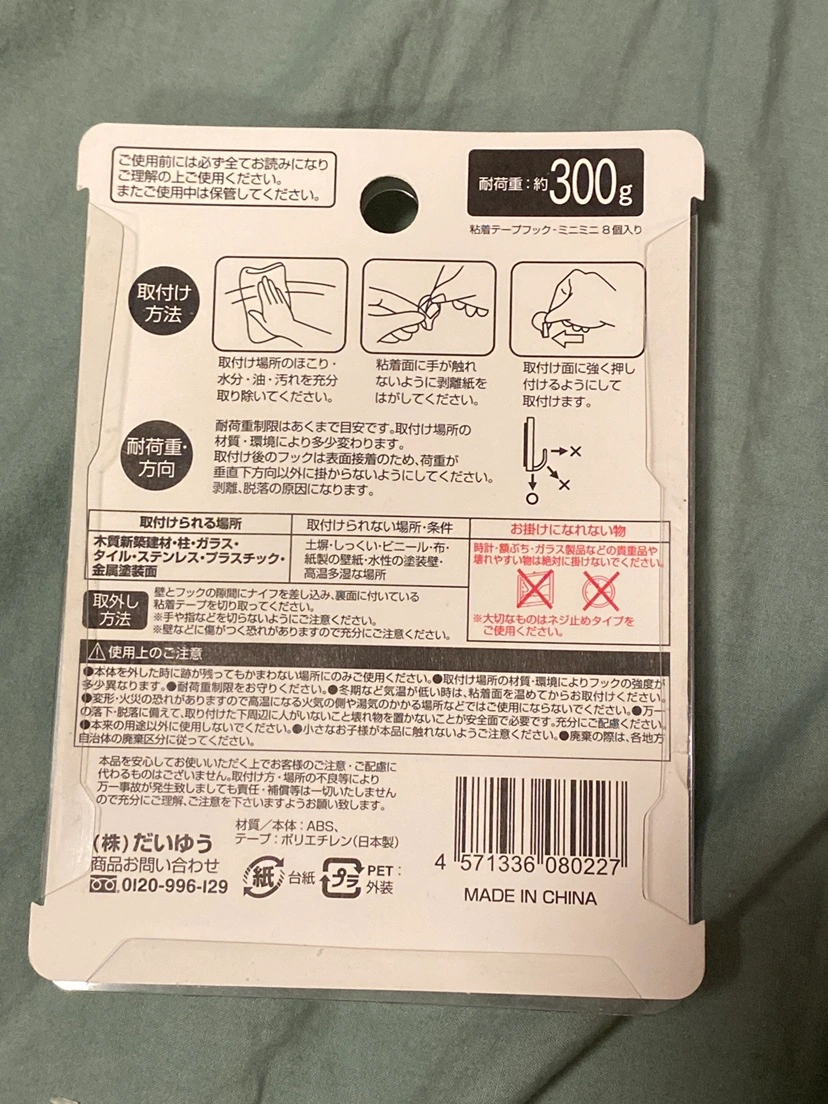 ご使用前には必ず全てお読みになり
ご理解の上ご使用ください。
またご使用中は保管してください。
耐荷重：約300g
粘着テープフック-ミニミニ 8個入り
取付け
方法
取付け場所のほこり・
水分・油・汚れを充分
取り除いてください。
粘着面に手が触れ
ないように剥離紙を
はがしてください。
取付け面に強く押し
付けるようにして
取付けます。
耐荷重・
方向
耐荷重制限はあくまで目安です。取付け場所の
材質・環境により多少変わります。
取付け後のフックは表面接着のため、荷重が
垂直下方向以外に掛からないようにしてください。
剥離、脱落の原因になります。
取付けられる場所
木質新築建材・柱・ガラス・
タイル・ステンレス・プラスチック・
金属塗装面
取付けられない場所・条件
土塀・しっくい・ビニール・布・
紙製の壁紙・水性の塗装壁・
高温多湿な場所
お掛けになれない物
時計・額ぶち・ガラス製品などの貴重品や
壊れやすい物は絶対に掛けないでください。
※大切なものはネジ止めタイプを
ご使用ください。
取外し
方法
壁とフックの隙間にナイフを差し込み、裏面に付いている
粘着テープを切り取ってください。
※手や指などを切らないようにご注意ください。
※壁などに傷がつく恐れがありますので充分にご注意ください。
使用上のご注意
●本体を外した時に跡が残ってもかまわない場所にのみご使用ください。●取付け場所の材質・環境によりフックの強度が
多少異なります。●耐荷重制限をお守りください。●冬期など気温が低い時は、粘着面を温めてからお取付けください。
●変形・火災の恐れがありますので高温になる火気の側や湯気のかかる場所などではご使用にならないでください。●万一
の落下・脱落に備えて、取り付けた下周辺に人がいないこと壊れ物を置かないことが安全面で必要です。充分にご配慮ください。
●本来の用途以外に使用しないでください。●小さなお子様が本品に触れないようご注意ください。●廃棄の際は、各地方
自治体の廃棄区分に従ってください。
本品を安心してお使いいただく上でお客様のご注意・ご配慮に
代わるものはございません。取付け方・場所の不良等により
万一事故が発生致しましても責任・補償等は一切いたしません
ので充分にご理解、ご注意を下さいますようお願い致します。
(株)だいゆう
商品お問い合わせ
0120-996-129
材質／本体：ABS、
テープ：ポリエチレン(日本製)
紙 台紙
プラ PET：
外装
4 571336 080227
MADE IN CHINA